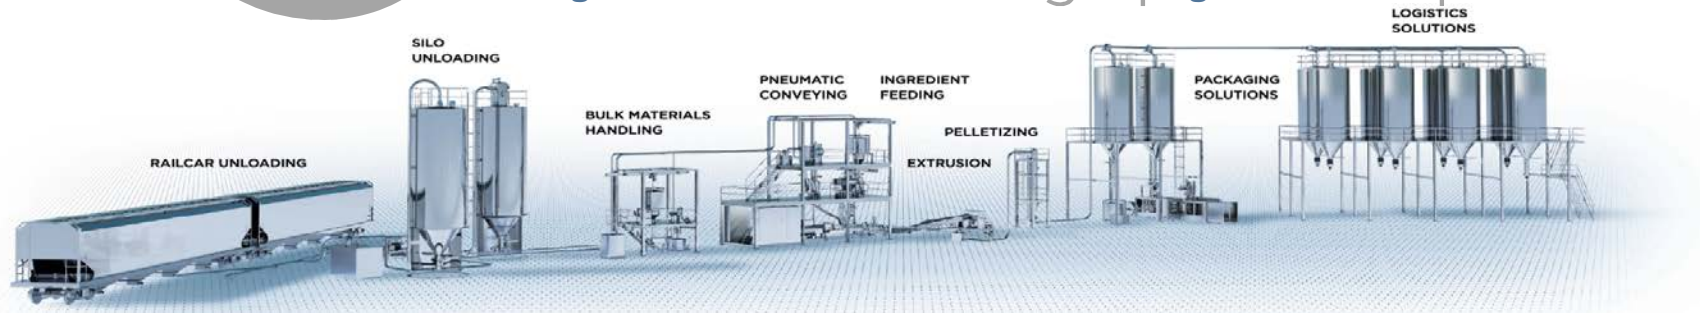 LOGISTICS
SOLUTIONS
SILO
UNLOADING
PNEUMATIC
CONVEYING
INGREDIENT
FEEDING
PACKAGING
SOLUTIONS
BULK MATERIALS
HANDLING
PELLETIZING
RAILCAR UNLOADING
EXTRUSION